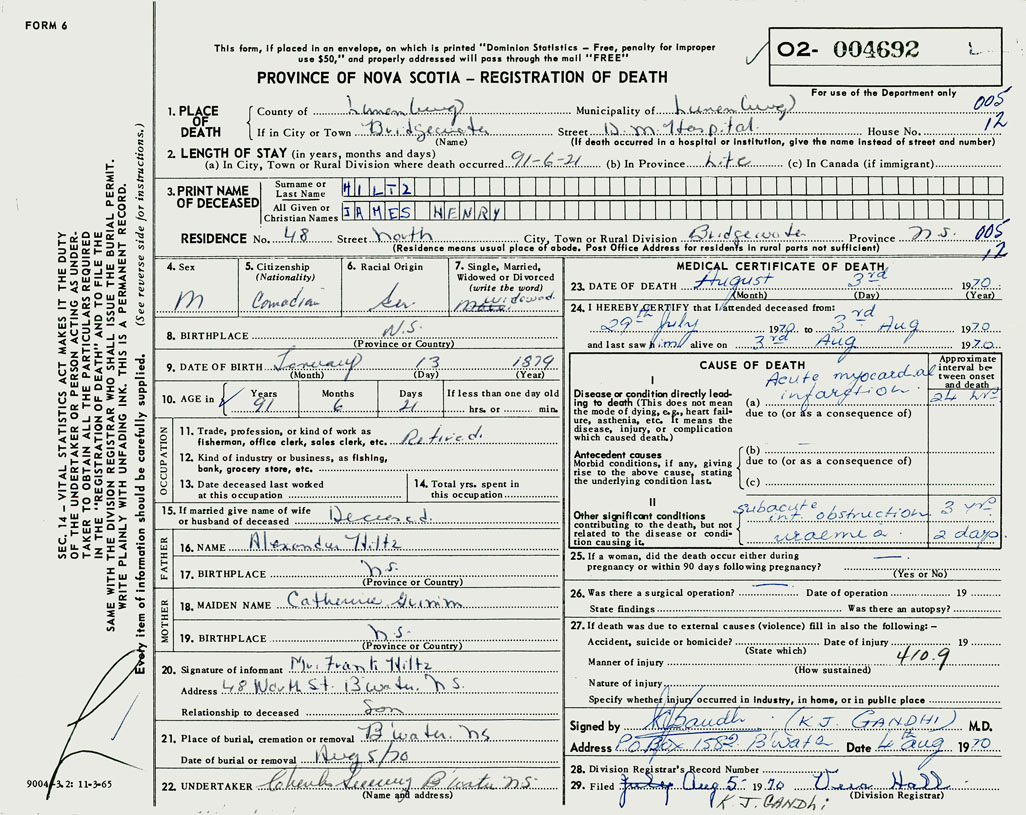 FORM 6
This form, if placed in an envelope, on which is printed "Dominion Statistics – Free, penalty for improper
use $50," and properly addressed will pass through the mail "FREE"
O2- 004692
For use of the Department only
PROVINCE OF NOVA SCOTIA – REGISTRATION OF DEATH
005
12
1. PLACE OF DEATH
County of Lunenburg Municipality of Lunenburg
If in City or Town Bridgewater Street D.M. Hospital House No.
(Name) (If death occurred in a hospital or institution, give the name instead of street and number)
2. LENGTH OF STAY (in years, months and days)
(a) In City, Town or Rural Division where death occurred 91-6-21 (b) In Province Life (c) In Canada (if immigrant)
3. PRINT NAME OF DECEASED
Surname or Last Name HILTZ
All Given or Christian Names JAMES HENRY
RESIDENCE No. 48 Street North City, Town or Rural Division Bridgewater Province N.S. 005
(Residence means usual place of abode. Post Office Address for residents in rural parts not sufficient) 12
4. Sex
M
5. Citizenship
(Nationality)
Canadian
6. Racial Origin
Ger.
7. Single, Married,
Widowed or Divorced
(write the word)
widowed
8. BIRTHPLACE N.S.
(Province or Country)
9. DATE OF BIRTH January 13 1879
(Month) (Day) (Year)
10. AGE in Years Months Days If less than one day old
91 6 21 hrs. or min.
OCCUPATION
11. Trade, profession, or kind of work as
fisherman, office clerk, sales clerk, etc. Retired.
12. Kind of industry or business, as fishing,
bank, grocery store, etc.
13. Date deceased last worked
at this occupation
14. Total yrs. spent in
this occupation
15. If married give name of wife
or husband of deceased Deceased.
FATHER
16. NAME Alexander Hiltz
17. BIRTHPLACE N.S.
(Province or Country)
MOTHER
18. MAIDEN NAME Catherine Grimm
19. BIRTHPLACE N.S.
(Province or Country)
20. Signature of informant Mr. Frank Hiltz
Address 48 North St. B'water, N.S.
Relationship to deceased Son
21. Place of burial, cremation or removal B'water, NS
Date of burial or removal Aug 5/70
22. UNDERTAKER B'water NS
(Name and address)
MEDICAL CERTIFICATE OF DEATH
23. DATE OF DEATH August 3rd 1970
(Month) (Day) (Year)
24. I HEREBY CERTIFY that I attended deceased from:
29th July 1970 to 3rd Aug 1970
and last saw him alive on 3rd Aug 1970
CAUSE OF DEATH
Approximate
interval be-
tween onset
and death
I
Disease or condition directly lead-
ing to death (This does not mean
the mode of dying, e.g., heart fail-
ure, asthenia, etc. It means the
disease, injury, or complication
which caused death.)
Acute myocardial
(a) infarction 24 hrs
due to (or as a consequence of)
Antecedent causes
Morbid conditions, if any, giving
rise to the above cause, stating
the underlying condition last.
(b)
due to (or as a consequence of)
(c)
II
Other significant conditions
contributing to the death, but not
related to the disease or condi-
tion causing it.
subacute
int. obstruction 3 yrs
uraemia 2 days
25. If a woman, did the death occur either during
pregnancy or within 90 days following pregnancy? —
(Yes or No)
26. Was there a surgical operation? — Date of operation 19
State findings Was there an autopsy?
27. If death was due to external causes (violence) fill in also the following: –
Accident, suicide or homicide? Date of injury 19
(State which) 410.9
Manner of injury
(How sustained)
Nature of injury
Specify whether injury occurred in industry, in home, or in public place
Signed by KJGandhi (K J. GANDHI) M.D.
Address P.O. Box 1582 B'water Date 4th Aug 1970
28. Division Registrar's Record Number
29. Filed July Aug 5 1970 Vera Hall
(Division Registrar)
K J. GANDHi
SEC. 14 – VITAL STATISTICS ACT MAKES IT THE DUTY
OF THE UNDERTAKER OR PERSON ACTING AS UNDER-
TAKER TO OBTAIN ALL THE PARTICULARS REQUIRED
IN THE "REGISTRATION OF DEATH" AND TO FILE THE
SAME WITH THE DIVISION REGISTRAR WHO SHALL ISSUE THE BURIAL PERMIT.
WRITE PLAINLY WITH UNFADING INK. THIS IS A PERMANENT RECORD.
Every item of information should be carefully supplied. (See reverse side for instructions.)
9004-3.2: 11-3-65